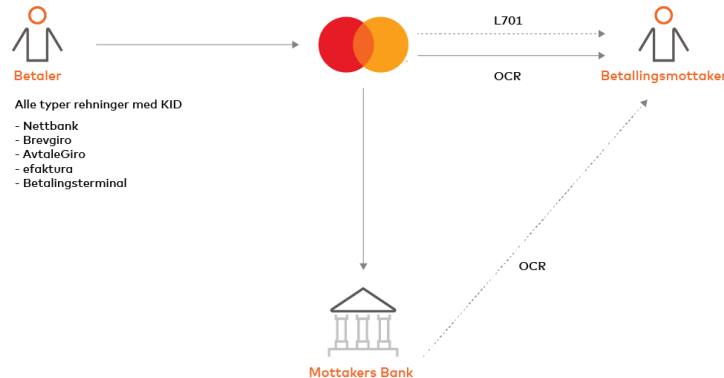 L701
Betaler
OCR
Betallingsmottaker
Alle typer rehninger med KID
- Nettbank
- Brevgiro
- AvtaleGiro
- efaktura
- Betalingsterminal
OCR
Mottakers Bank